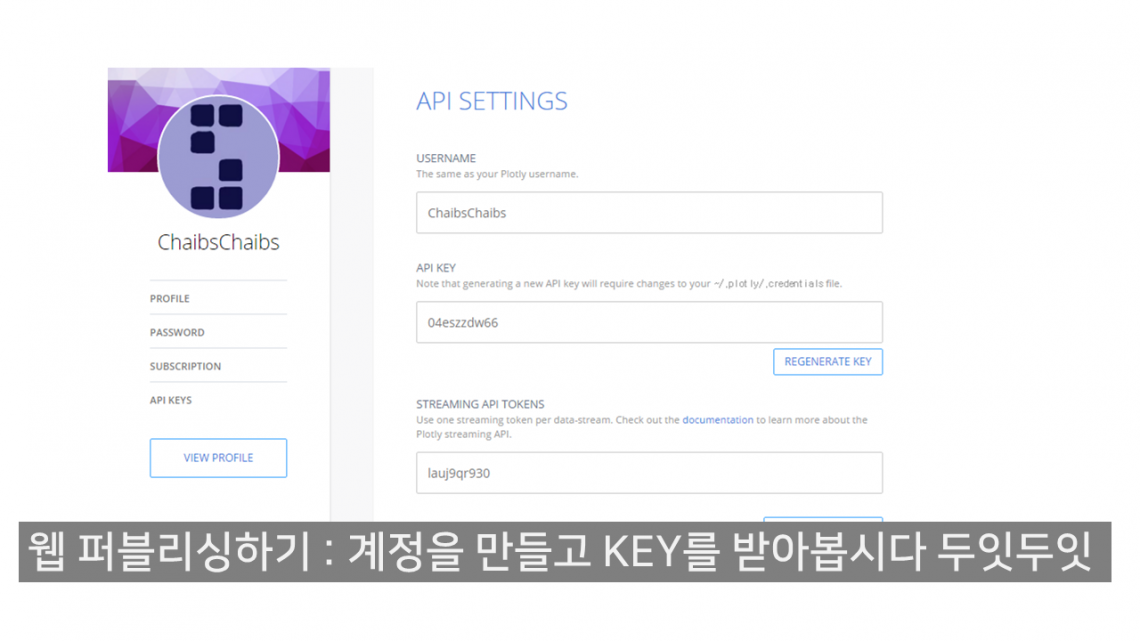 API SETTINGS
USERNAME
The same as your Plotly username.
ChaibsChaibs
ChaibsChaibs
API KEY
Note that generating a new API key will require changes to your ~/.plotly/.credentials file.
PROFILE
04eszzdw66
PASSWORD
REGENERATE KEY
SUBSCRIPTION
API KEYS
STREAMING API TOKENS
Use one streaming token per data-stream. Check out the documentation to learn more about the
Plotly streaming API.
VIEW PROFILE
lauj9qr930
웹 퍼블리싱하기 : 계정을 만들고 KEY를 받아봅시다 두잇두잇